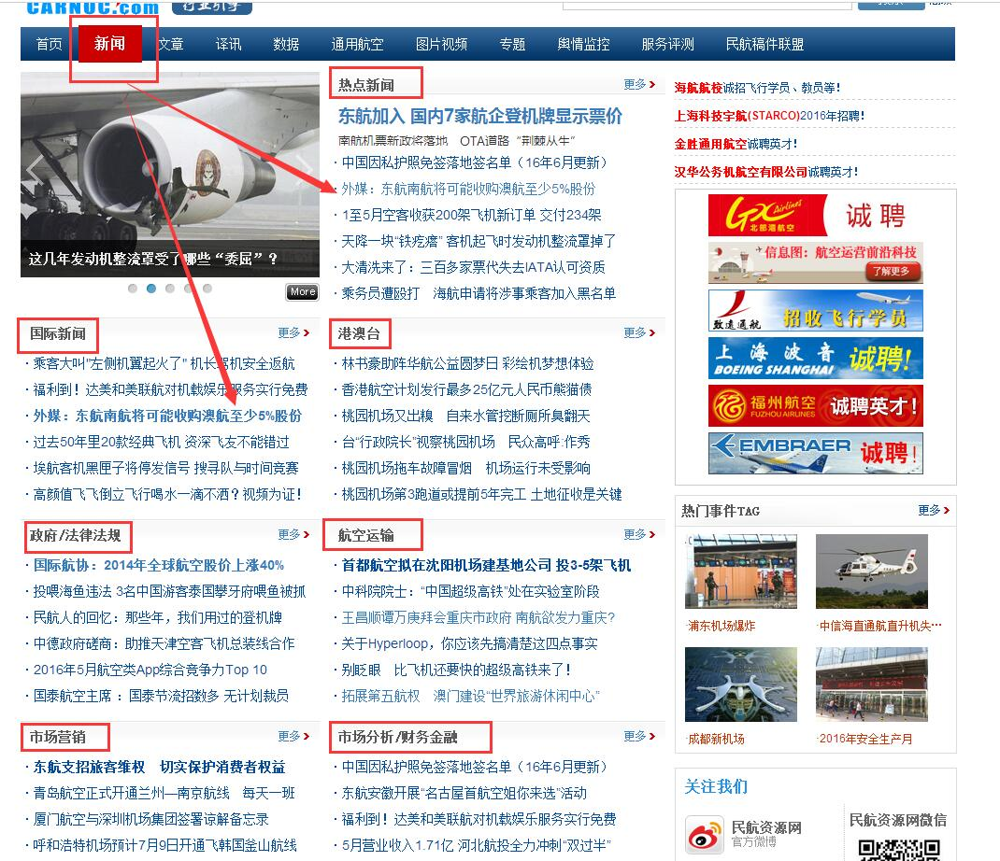 CARNOC.com
行业引擎
首页 新闻 文章 译讯 数据 通用航空 图片视频 专题 舆情监控 服务评测 民航稿件联盟
这几年发动机整流罩受了哪些“委屈”？
More
热点新闻 更多
东航加入 国内7家航企登机牌显示票价
南航机票新政将落地 OTA道路“荆棘从牛”
·中国因私护照免签落地签名单（16年6月更新）
·外媒：东航南航将可能收购澳航至少5%股份
·1至5月空客收获200架飞机新订单 交付234架
·天降一块“铁疙瘩” 客机起飞时发动机整流罩掉了
·大清洗来了：三百多家票代失去IATA认可资质
·乘务员遭殴打 海航申请将涉事乘客加入黑名单
国际新闻 更多
·乘客大叫"左侧机翼起火了" 机长驾机安全返航
·福利到！达美和美联航对机载娱乐服务实行免费
·外媒：东航南航将可能收购澳航至少5%股份
·过去50年里20款经典飞机 资深飞友不能错过
·埃航客机黑匣子将停发信号 搜寻队与时间竞赛
·高颜值飞飞倒立飞行喝水一滴不洒？视频为证！
港澳台 更多
·林书豪助阵华航公益圆梦日 彩绘机梦想体验
·香港航空计划发行最多25亿元人民币熊猫债
·桃园机场又出糗 自来水管挖断厕所臭翻天
·台“行政院长”视察桃园机场 民众高呼:作秀
·桃园机场拖车故障冒烟 机场运行未受影响
·桃园机场第3跑道或提前5年完工 土地征收是关键
政府/法律法规 更多
·国际航协：2014年全球航空股价上涨40%
·投喂海鱼违法 3名中国游客泰国攀牙府喂鱼被抓
·民航人的回忆：那些年，我们用过的登机牌
·中德政府磋商：助推天津空客飞机总装线合作
·2016年5月航空类App综合竞争力Top 10
·国泰航空主席：国泰节流招数多 无计划裁员
航空运输 更多
·首都航空拟在沈阳机场建基地公司 投3-5架飞机
·中科院院士：“中国超级高铁”处在实验室阶段
·王昌顺谭万庚拜会重庆市政府 南航欲发力重庆?
·关于Hyperloop，你应该先搞清楚这四点事实
·别眨眼 比飞机还要快的超级高铁来了！
·拓展第五航权 澳门建设“世界旅游休闲中心”
市场营销 更多
·东航支招旅客维权 切实保护消费者权益
·青岛航空正式开通兰州—南京航线 每天一班
·厦门航空与深圳机场集团签署谅解备忘录
·呼和浩特机场预计7月9日开通飞韩国釜山航线
市场分析/财务金融 更多
·中国因私护照免签落地签名单（16年6月更新）
·东航安徽开展“名古屋首航空姐你来选”活动
·福利到！达美和美联航对机载娱乐服务实行免费
·5月营业收入1.71亿 河北航投全力冲刺“双过半”
海航航校诚招飞行学员、教员等！
上海科技宇航(STARCO)2016年招聘！
金胜通用航空诚聘英才！
汉华公务机航空有限公司诚聘英才！
GX Airlines 北部湾航空 诚聘
信息图：航空运营前沿科技
了解更多
致远通航 招收飞行学员
上海波音 BOEING SHANGHAI 诚聘！
福州航空 FUZHOU AIRLINES 诚聘英才！
EMBRAER 诚聘！
热门事件TAG 更多
·浦东机场爆炸 ·中信海直通航直升机失…
·成都新机场 ·2016年安全生产月
关注我们
民航资源网
官方微博
民航资源网微信